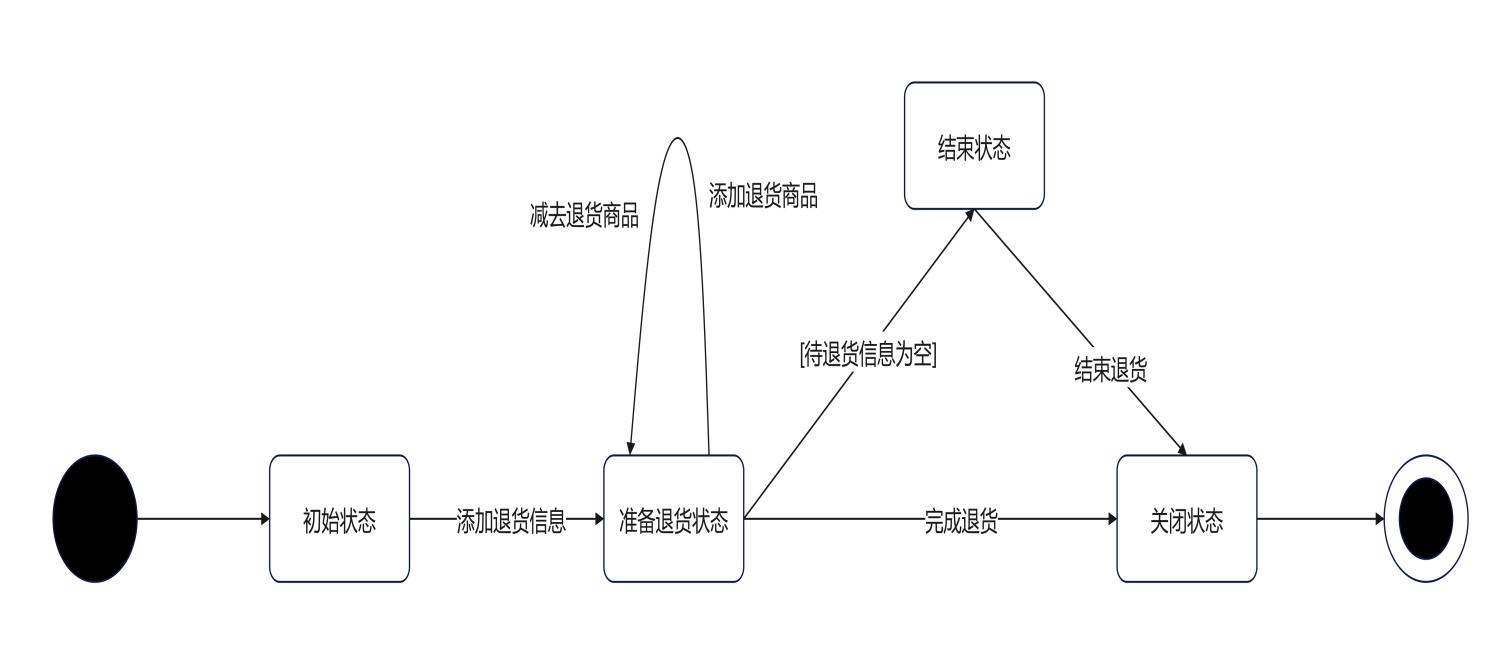 结束状态
添加退货商品
减去退货商品
[待退货信息为空]
结束退货
初始状态
添加退货信息
准备退货状态
完成退货
关闭状态